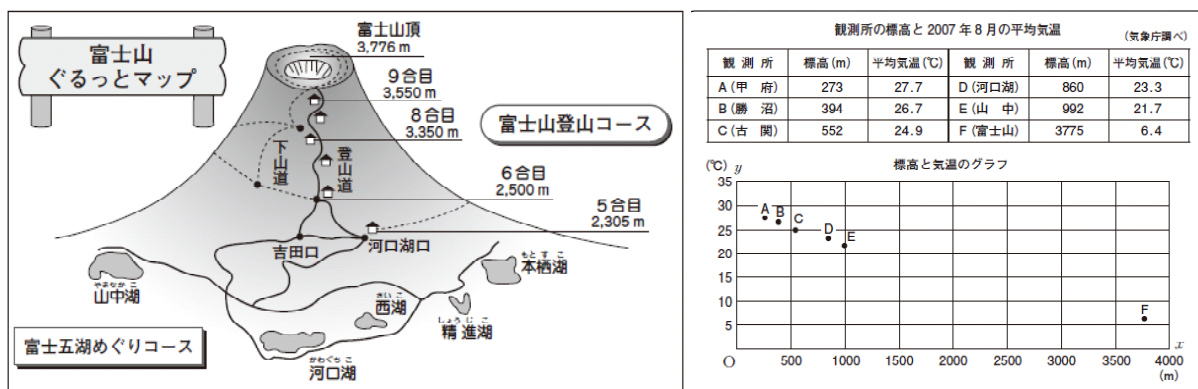 富士山
ぐるっとマップ
富士山頂
3,776 m
9合目
3,550 m
8合目
3,350 m
富士山登山コース
下山道
登山道
6合目
2,500 m
5合目
2,305 m
吉田口
河口湖口
やまなかこ
山中湖
もとすこ
本栖湖
さいこ
西湖
しょうじこ
精進湖
かわぐちこ
河口湖
富士五湖めぐりコース
観測所の標高と 2007 年 8 月の平均気温
(気象庁調べ)
観測所 標高(m) 平均気温(℃) 観測所 標高(m) 平均気温(℃)
A(甲府) 273 27.7 D(河口湖) 860 23.3
B(勝沼) 394 26.7 E(山中) 992 21.7
C(古関) 552 24.9 F(富士山) 3775 6.4
標高と気温のグラフ
(℃) y
35
30
25
20
15
10
5
A B C D E F
O 500 1000 1500 2000 2500 3000 3500 4000 x
(m)